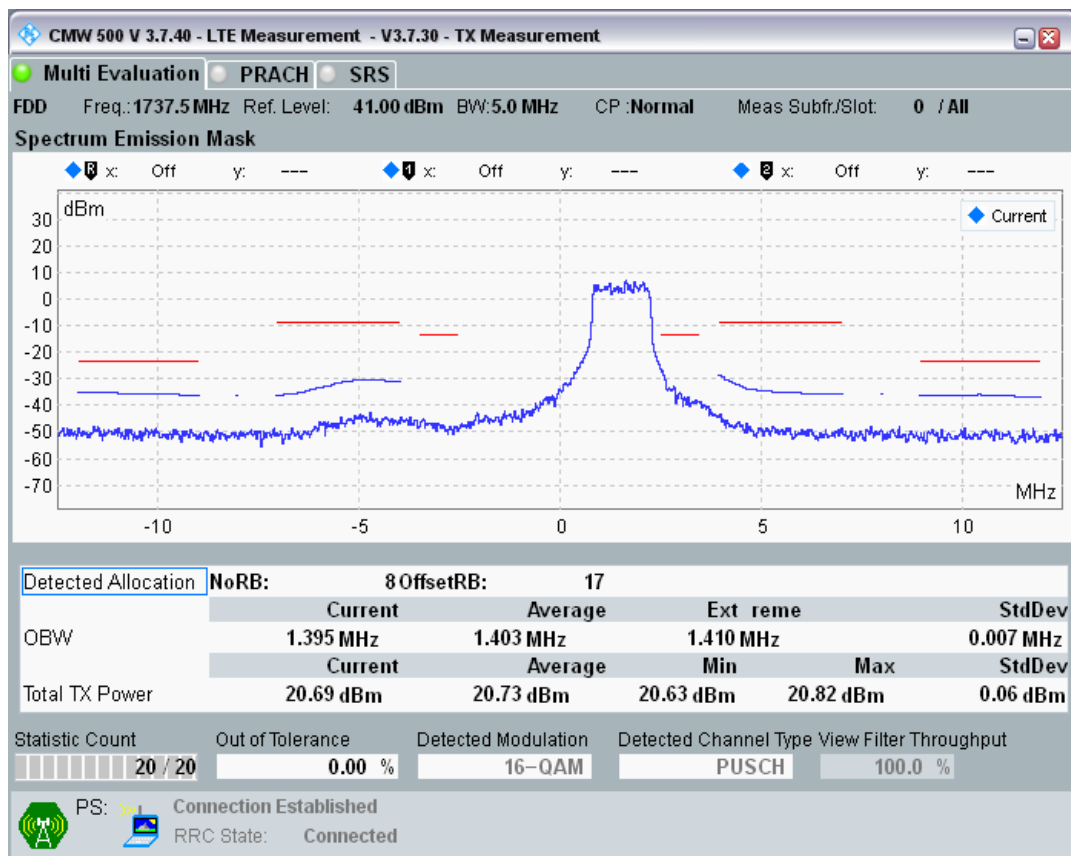 CMW 500 V 3.7.40 - LTE Measurement - V3.7.30 - TX Measurement
Multi Evaluation PRACH SRS
FDD Freq.: 1737.5 MHz Ref. Level: 41.00 dBm BW: 5.0 MHz CP : Normal Meas Subfr./Slot: 0 / All
Spectrum Emission Mask
R x: Off y: --- 1 x: Off y: --- 2 x: Off y: ---
dBm
Current
30
20
10
0
-10
-20
-30
-40
-50
-60
-70
MHz
-10 -5 0 5 10
Detected Allocation NoRB: 8 OffsetRB: 17
Current Average Ext reme StdDev
OBW 1.395 MHz 1.403 MHz 1.410 MHz 0.007 MHz
Current Average Min Max StdDev
Total TX Power 20.69 dBm 20.73 dBm 20.63 dBm 20.82 dBm 0.06 dBm
Statistic Count Out of Tolerance Detected Modulation Detected Channel Type View Filter Throughput
20 / 20 0.00 % 16-QAM PUSCH 100.0 %
PS: Connection Established
RRC State: Connected